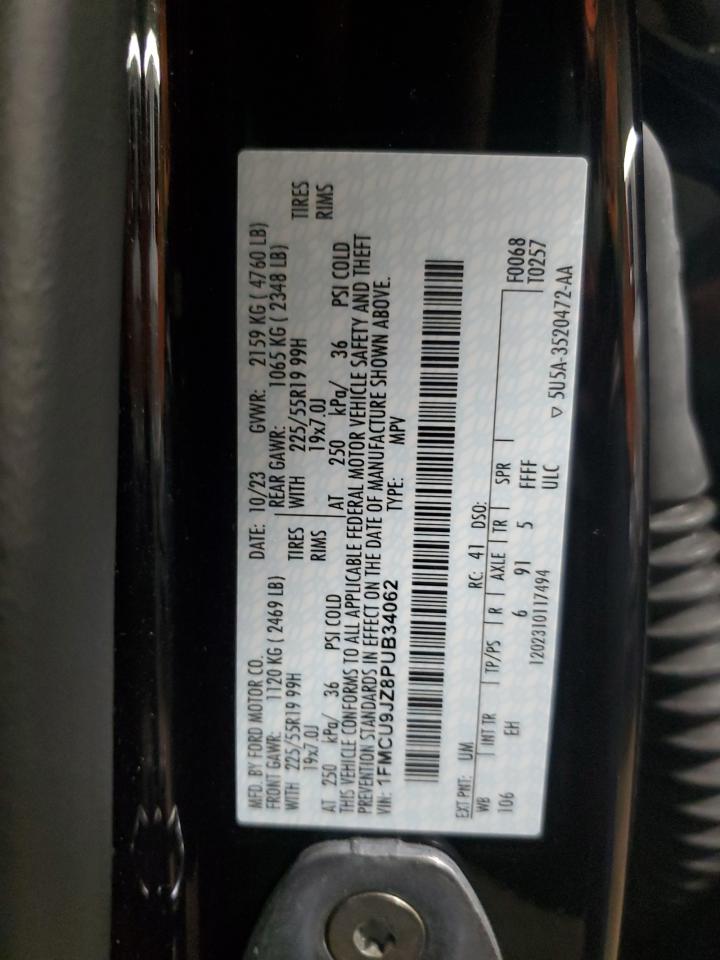 MFD. BY FORD MOTOR CO.
DATE: 10/23 GVWR: 2159 KG ( 4760 LB)
FRONT GAWR: 1120 KG ( 2469 LB) REAR GAWR: 1065 KG ( 2348 LB)
WITH 225/55R19 99H TIRES WITH 225/55R19 99H TIRES
19x7.0J RIMS 19x7.0J RIMS
AT 250 kPa/ 36 PSI COLD AT 250 kPa/ 36 PSI COLD
THIS VEHICLE CONFORMS TO ALL APPLICABLE FEDERAL MOTOR VEHICLE SAFETY AND THEFT
PREVENTION STANDARDS IN EFFECT ON THE DATE OF MANUFACTURE SHOWN ABOVE.
VIN: 1FMCU9JZ8PUB34062 TYPE: MPV
EXT PNT: UM RC: 41 DSO:
WB INT TR TP/PS R AXLE TR SPR F0068
106 EH 6 91 5 FFFF T0257
1202310117494 ULC ▽ 5U5A-3520472-AA